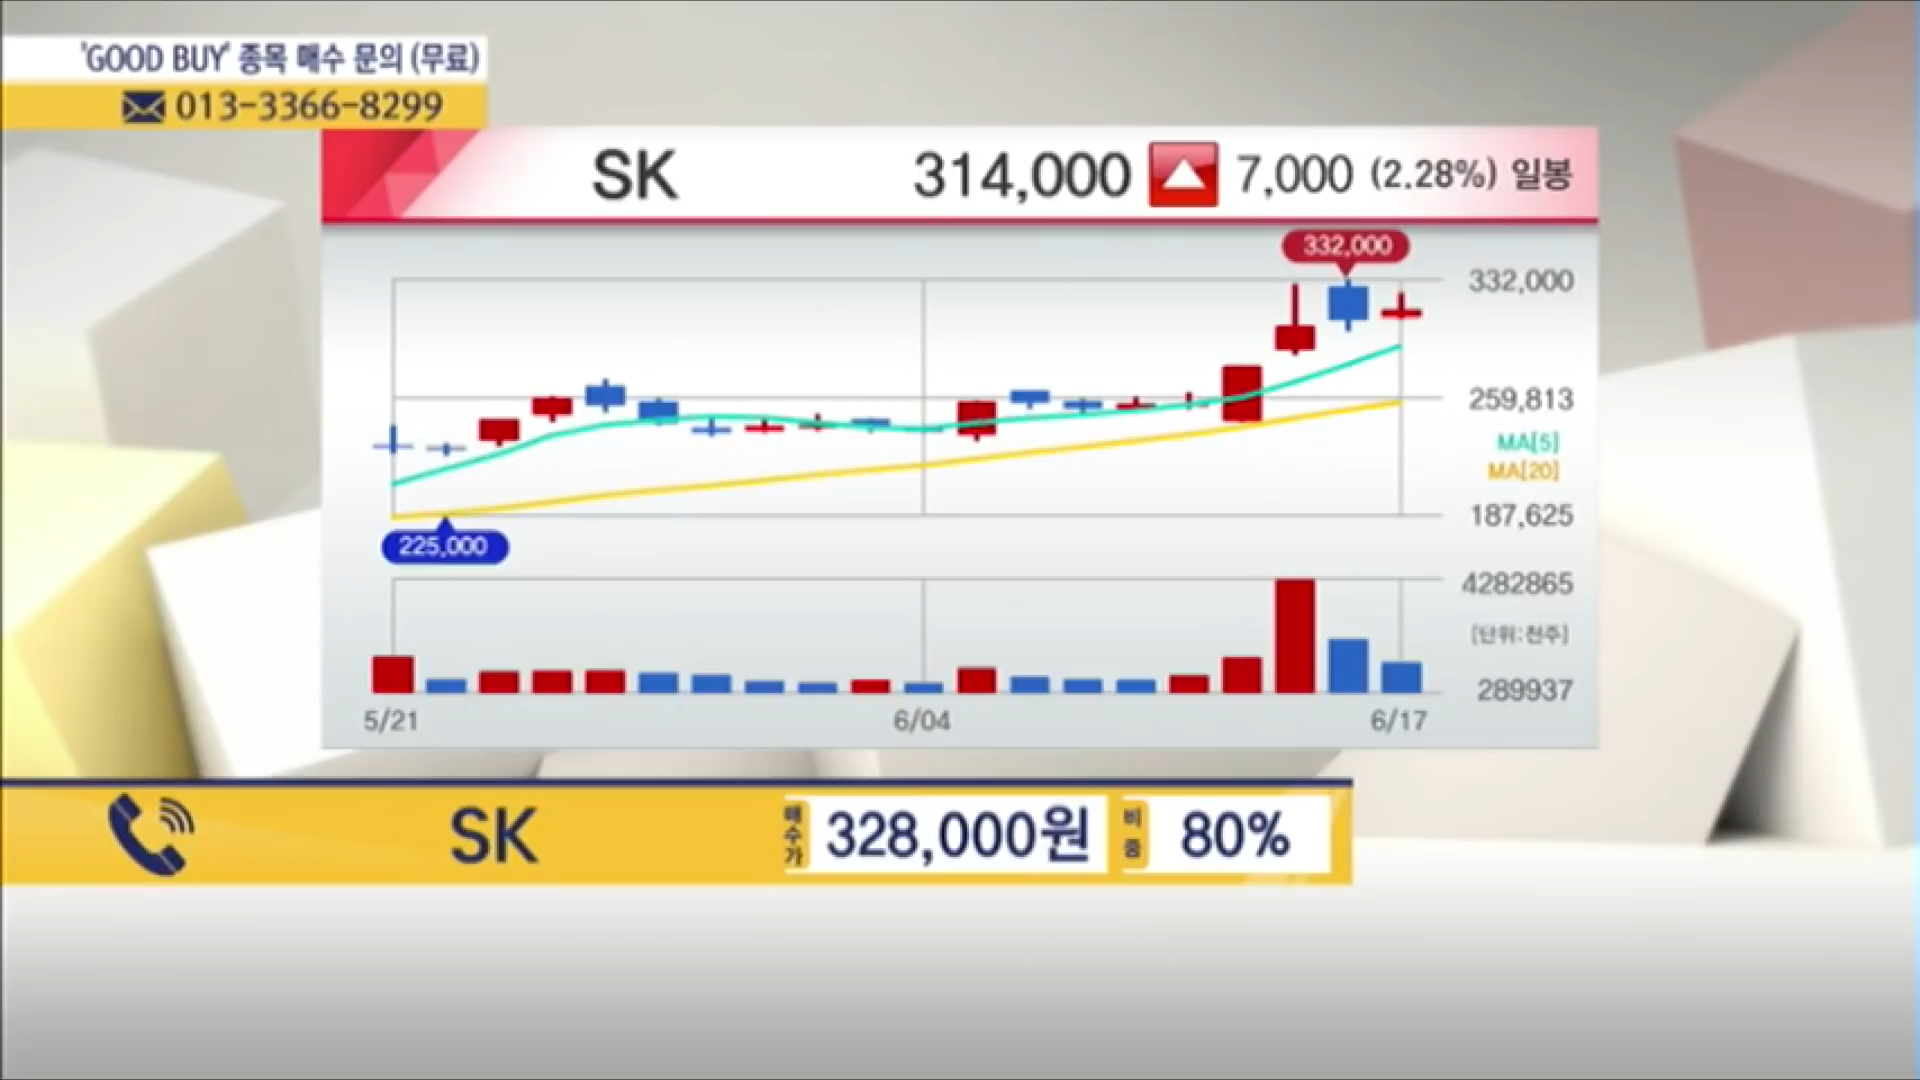 'GOOD BUY' 종목 매수 문의 (무료)
013-3366-8299
SK 314,000 7,000 (2.28%) 일봉
332,000
332,000
259,813
MA[5]
MA[20]
187,625
225,000
4282865
[단위:천주]
289937
5/21 6/04 6/17
SK 매수가 328,000원 비중 80%